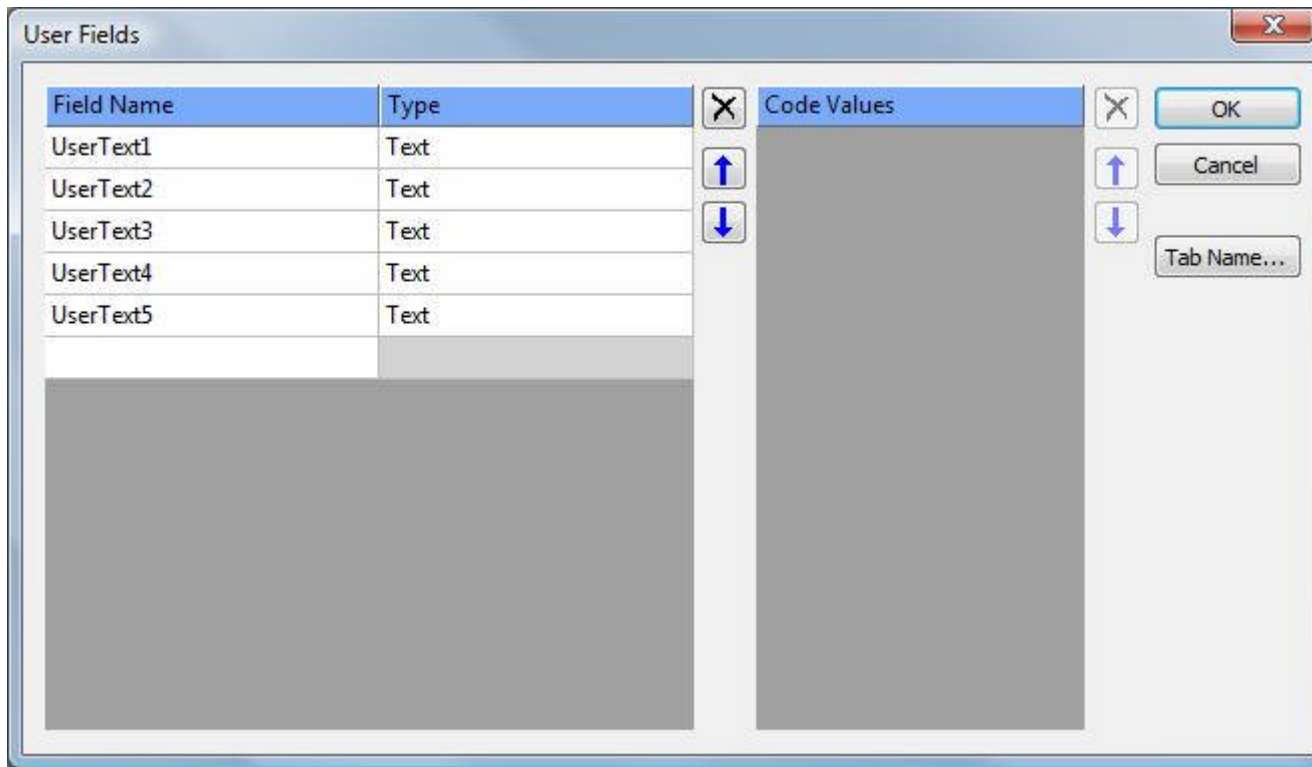 User Fields
Field Name Type Code Values OK
UserText1 Text
UserText2 Text Cancel
UserText3 Text
UserText4 Text Tab Name...
UserText5 Text